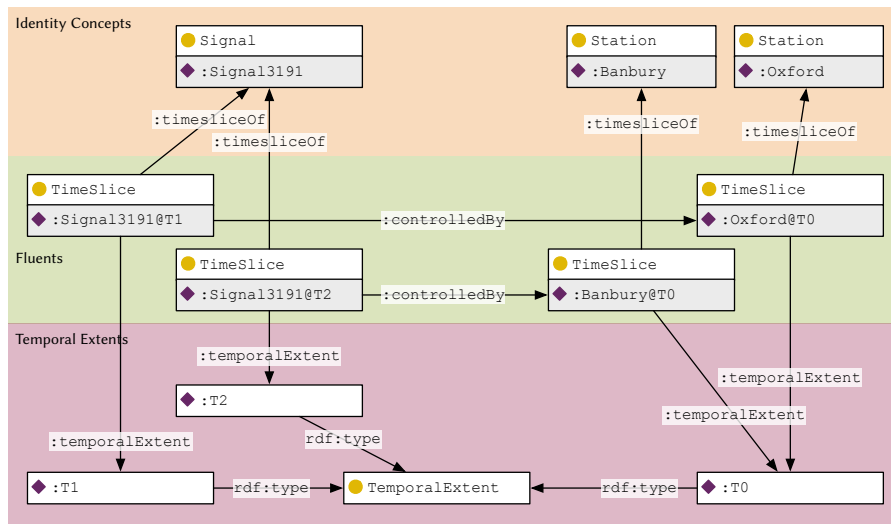 Identity Concepts
Signal
:Signal3191
Station
:Banbury
Station
:Oxford
:timesliceOf
:timesliceOf
:timesliceOf
:timesliceOf
TimeSlice
:Signal3191@T1
:controlledBy
TimeSlice
:Oxford@T0
Fluents
TimeSlice
:Signal3191@T2
:controlledBy
TimeSlice
:Banbury@T0
Temporal Extents
:temporalExtent
:temporalExtent
:T2
:temporalExtent
:temporalExtent
rdf:type
:T1
rdf:type
TemporalExtent
rdf:type
:T0